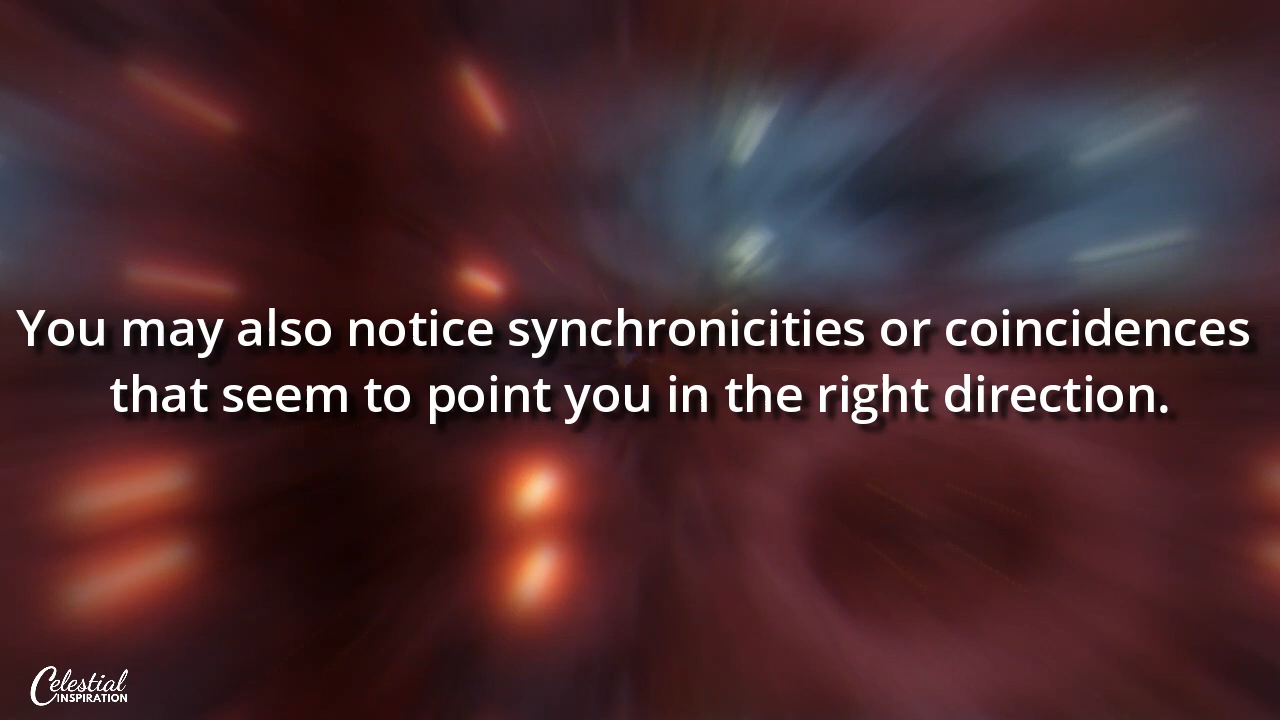 You may also notice synchronicities or coincidences
that seem to point you in the right direction.
Celestial
INSPIRATION